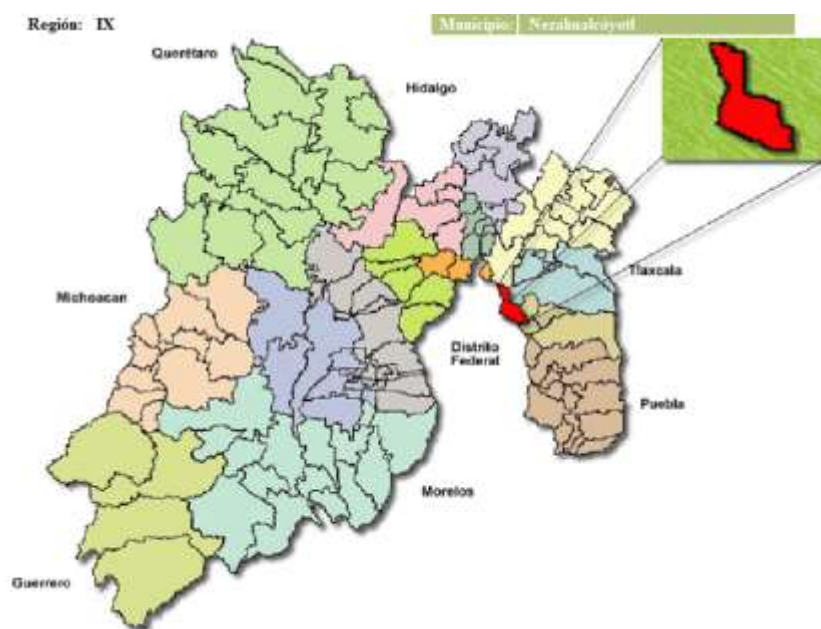 Región: IX
Municipio: Nezahualcóyotl
Querétaro
Hidalgo
Tlaxcala
Michoacan
Distrito
Federal
Puebla
Morelos
Guerrero